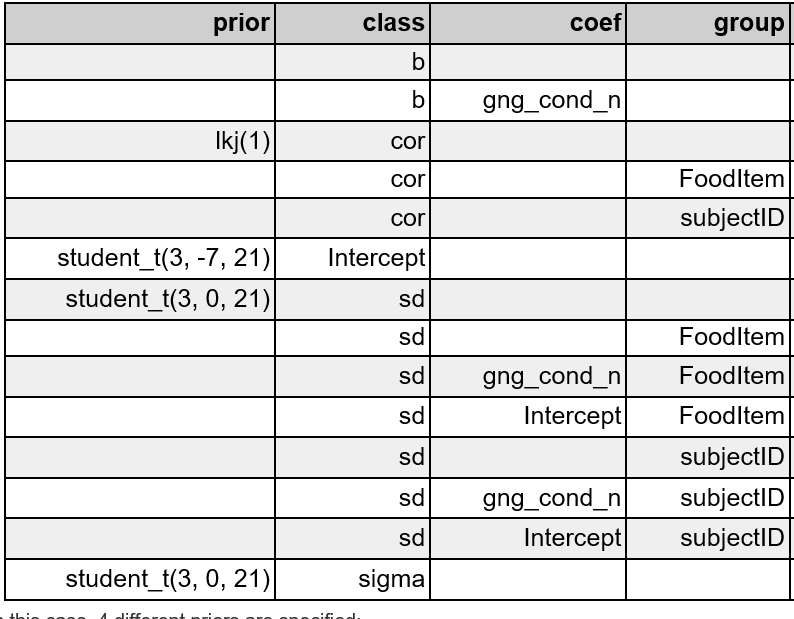 prior class coef group
b
b gng_cond_n
lkj(1) cor
cor FoodItem
cor subjectID
student_t(3, -7, 21) Intercept
student_t(3, 0, 21) sd
sd FoodItem
sd gng_cond_n FoodItem
sd Intercept FoodItem
sd subjectID
sd gng_cond_n subjectID
sd Intercept subjectID
student_t(3, 0, 21) sigma
this case, 4 different priors are specified: